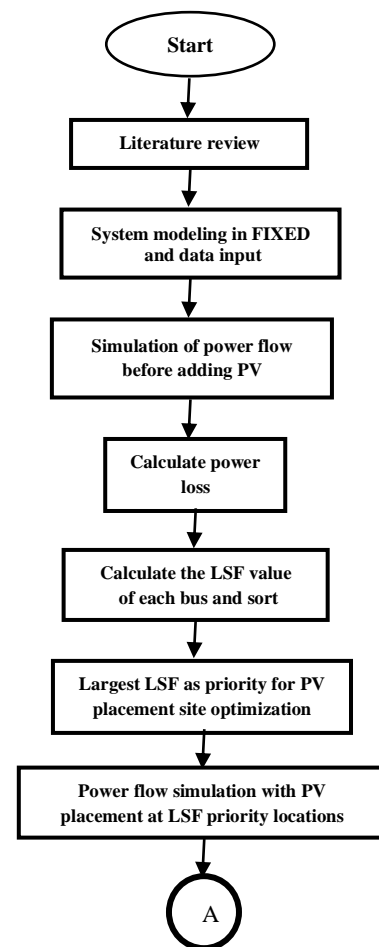 Start
Literature review
System modeling in FIXED
and data input
Simulation of power flow
before adding PV
Calculate power
loss
Calculate the LSF value
of each bus and sort
Largest LSF as priority for PV
placement site optimization
Power flow simulation with PV
placement at LSF priority locations
A